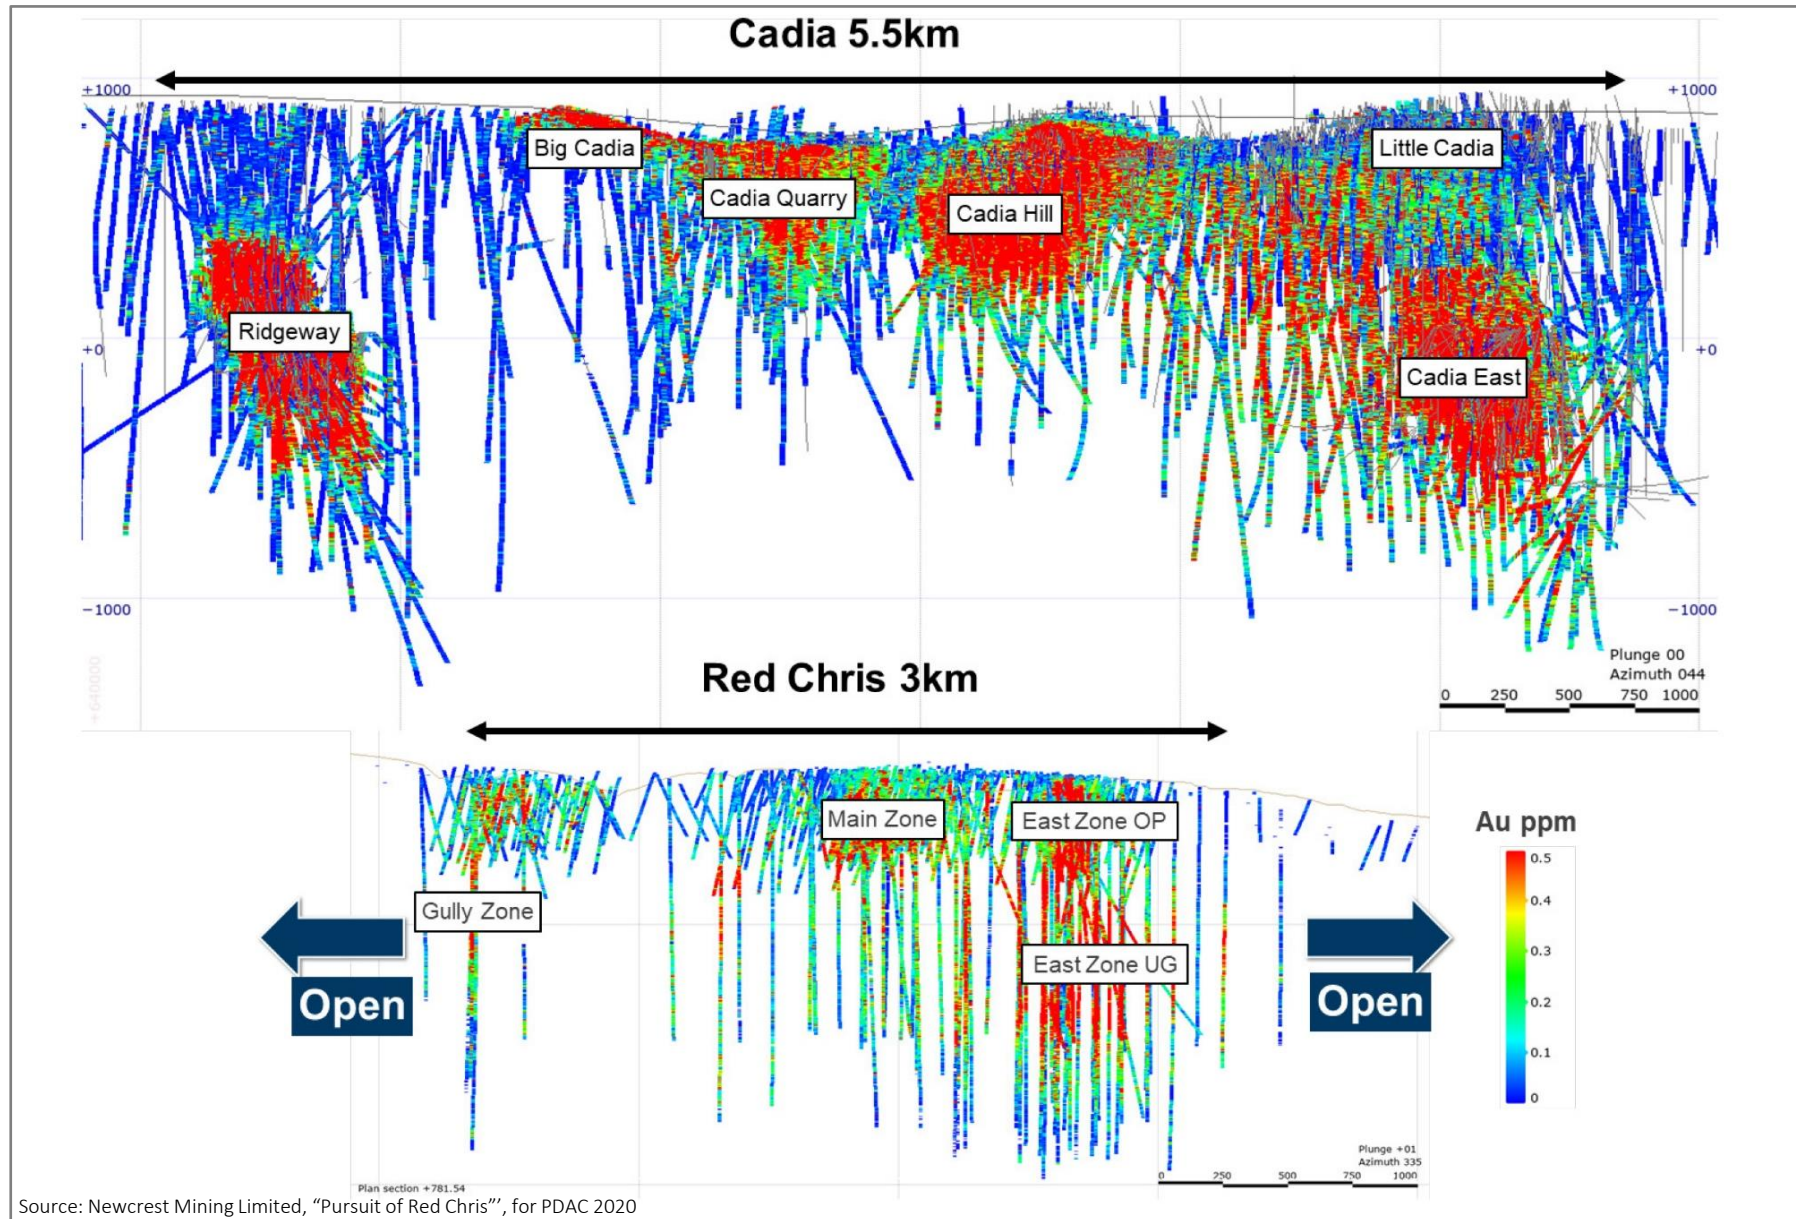 Cadia 5.5km
+1000
+1000
Big Cadia
Little Cadia
Cadia Quarry
Cadia Hill
Ridgeway
+0
+0
Cadia East
−1000
−1000
+640000
Plunge 00
Azimuth 044
0 250 500 750 1000
Red Chris 3km
Main Zone
East Zone OP
Au ppm
0.5
0.4
0.3
0.2
0.1
0
Gully Zone
East Zone UG
Open
Open
Plunge +01
Azimuth 335
0 250 500 750 1000
Plan section +781.54
Source: Newcrest Mining Limited, “Pursuit of Red Chris”’, for PDAC 2020